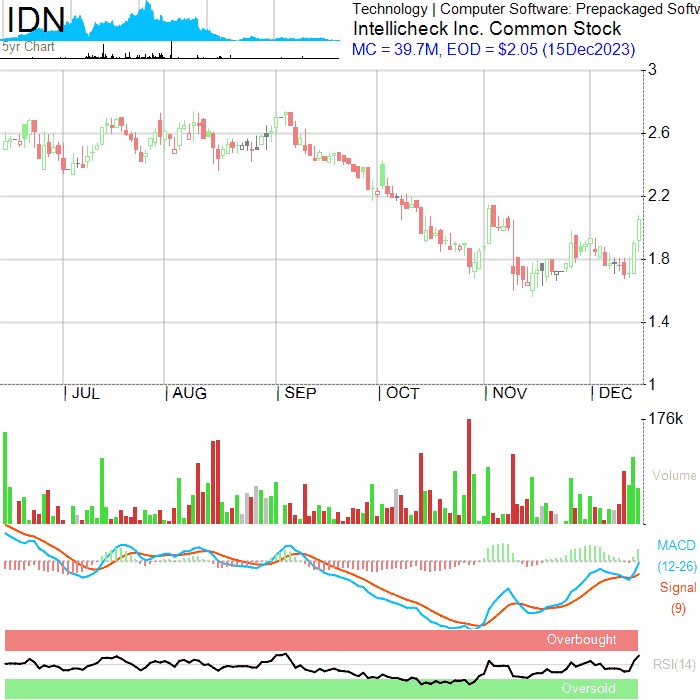 IDN
5yr Chart
Technology | Computer Software: Prepackaged Softw
Intellicheck Inc. Common Stock
MC = 39.7M, EOD = $2.05 (15Dec2023)
3
2.6
2.2
1.8
1.4
1
JUL
AUG
SEP
OCT
NOV
DEC
176k
Volume
MACD
(12-26)
Signal
(9)
Overbought
RSI(14)
Oversold